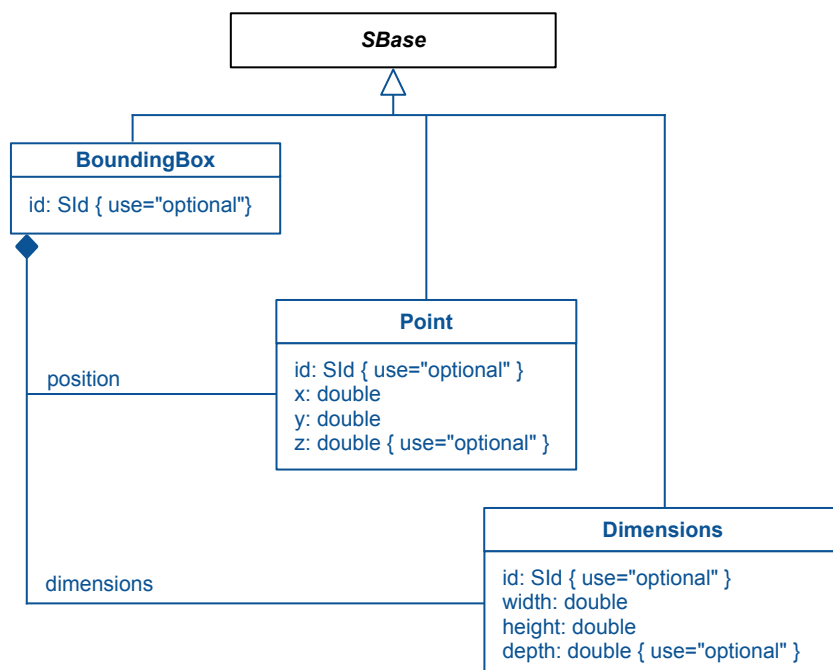 SBase
BoundingBox
id: SId { use="optional"}
Point
id: SId { use="optional" }
x: double
y: double
z: double { use="optional" }
position
Dimensions
id: SId { use="optional" }
width: double
height: double
depth: double { use="optional" }
dimensions